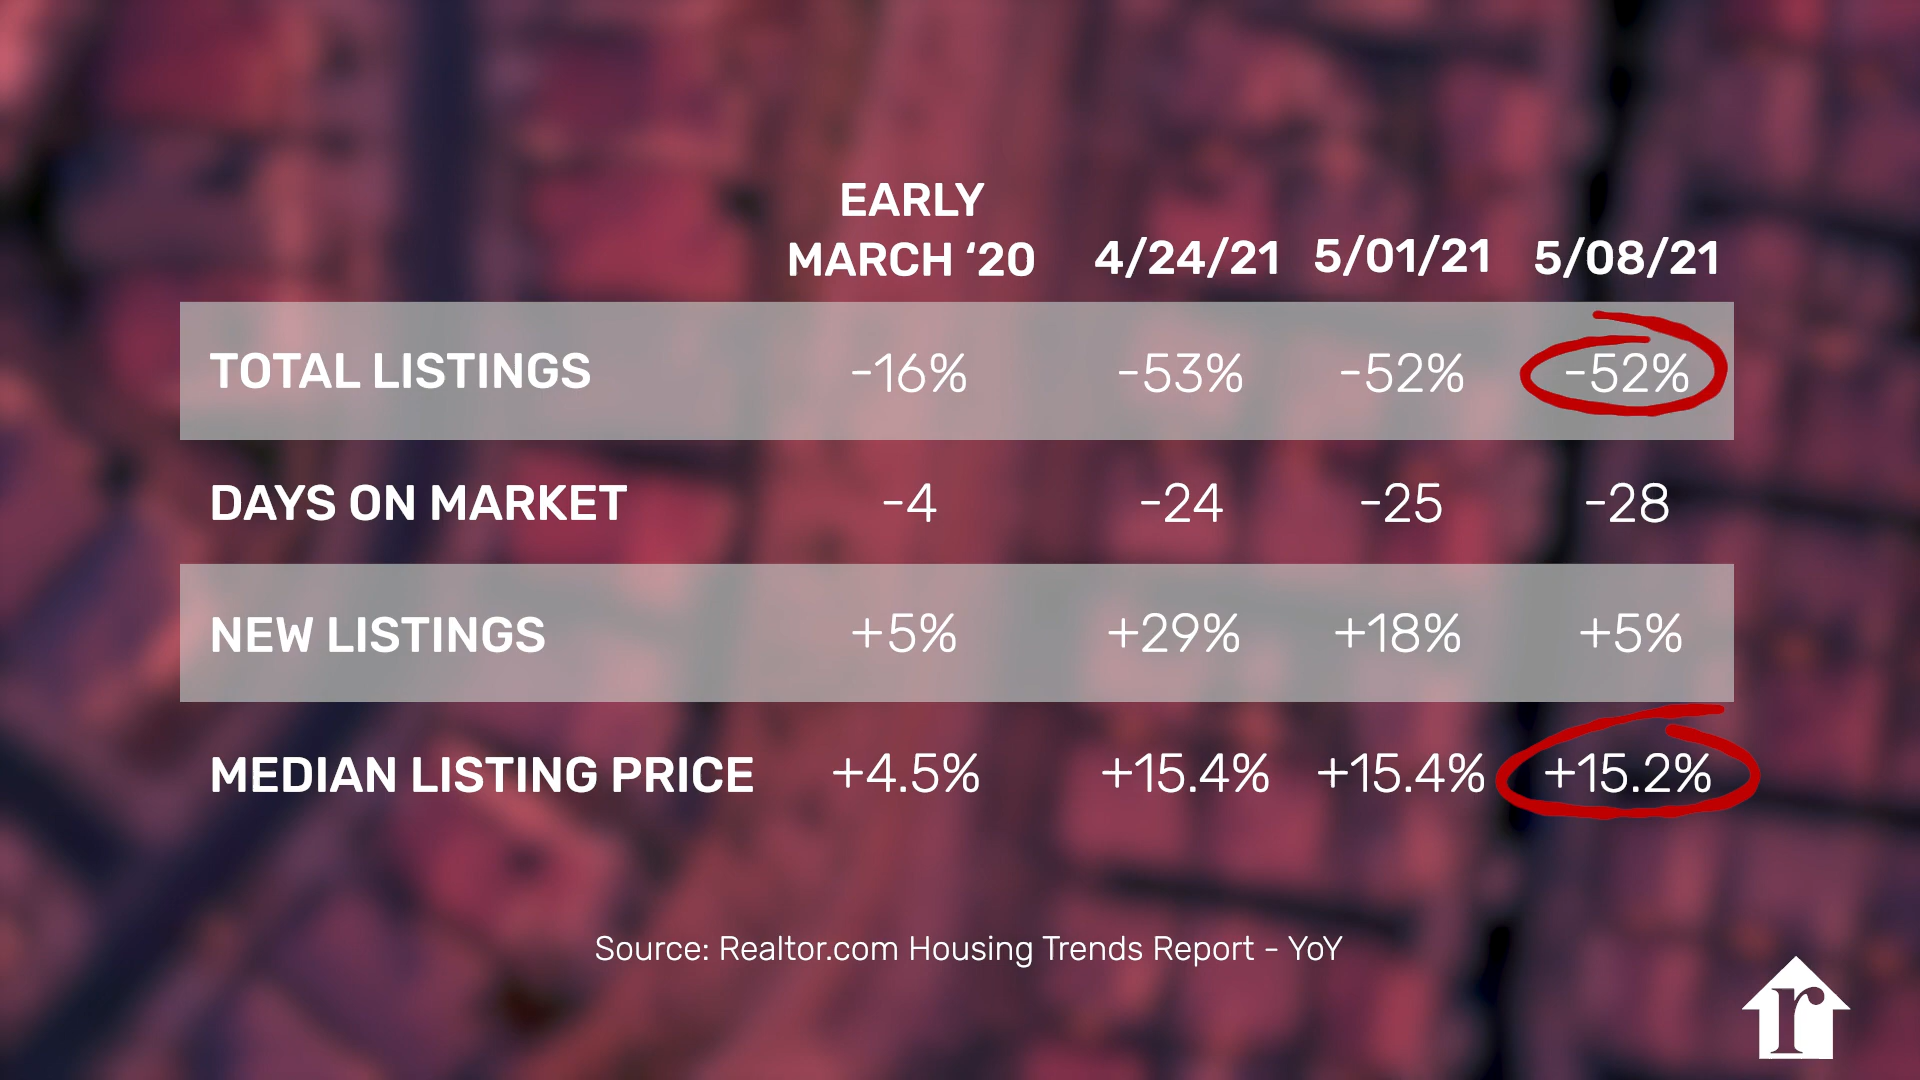 EARLY
MARCH ‘20 4/24/21 5/01/21 5/08/21
TOTAL LISTINGS -16% -53% -52% -52%
DAYS ON MARKET -4 -24 -25 -28
NEW LISTINGS +5% +29% +18% +5%
MEDIAN LISTING PRICE +4.5% +15.4% +15.4% +15.2%
Source: Realtor.com Housing Trends Report - YoY
r